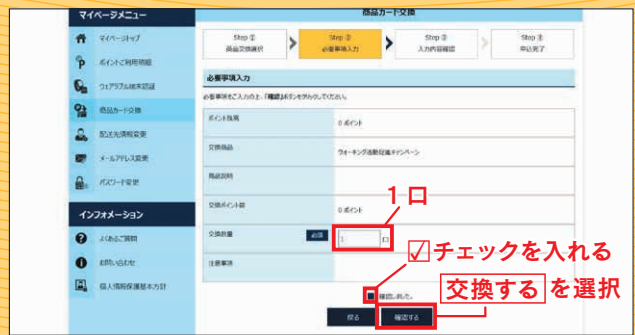 マイページメニュー
マイページトップ
ポイントご利用明細
ウェアラブル端末認証
商品カード交換
配送先情報変更
メールアドレス変更
パスワード変更
インフォメーション
よくあるご質問
お問い合わせ
個人情報保護基本方針
商品カード交換
Step ①
商品交換選択
Step ②
必要事項入力
Step ③
入力内容確認
Step ④
申込完了
必要事項入力
必要事項をご入力の上、「確認」ボタンをクリックしてください。
ポイント残高
0 ポイント
交換商品
ウォーキング活動促進キャンペーン
商品説明
交換ポイント数
0 ポイント
1口
交換数量
必須
1
口
注意事項
☑チェックを入れる
確認しました。
交換する を選択
戻る
確認する